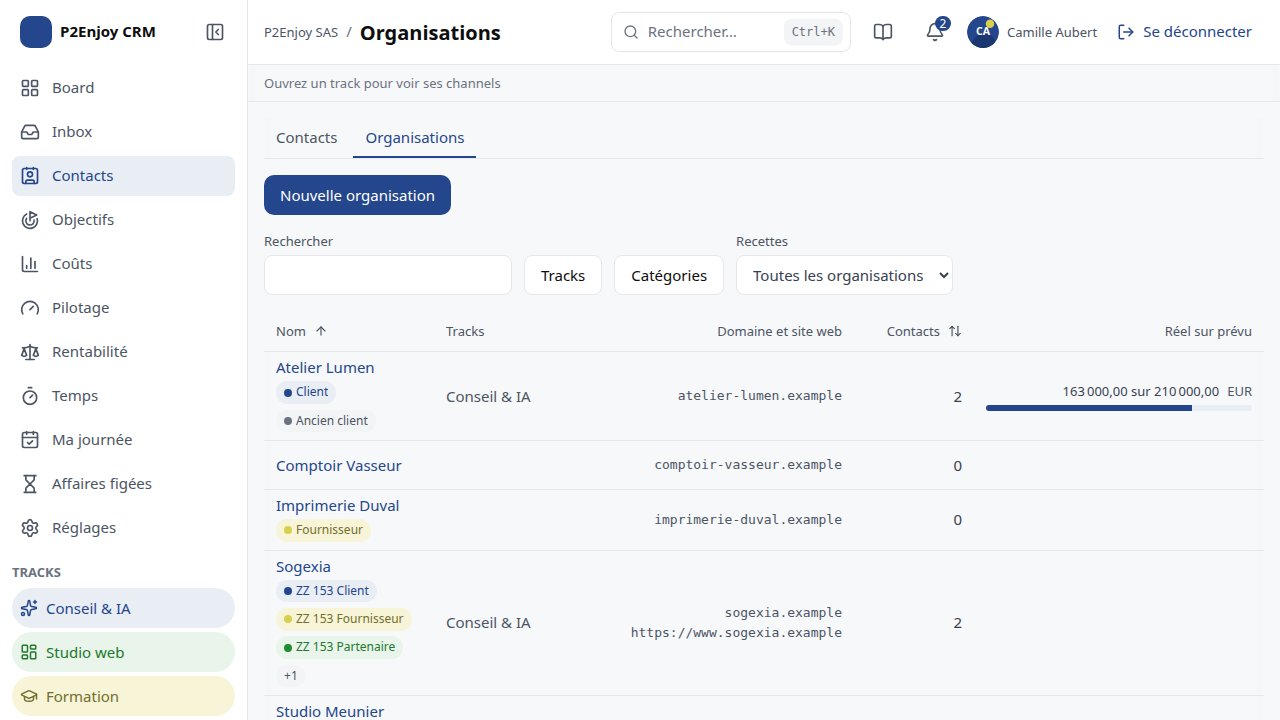 P2Enjoy CRM
Board
Inbox
Contacts
Objectifs
Coûts
Pilotage
Rentabilité
Temps
Ma journée
Affaires figées
Réglages
TRACKS
Conseil & IA
Studio web
Formation
P2Enjoy SAS / Organisations
Rechercher... Ctrl+K
2
CA Camille Aubert
Se déconnecter
Ouvrez un track pour voir ses channels
Contacts Organisations
Nouvelle organisation
Rechercher Recettes
Tracks Catégories Toutes les organisations
Nom Tracks Domaine et site web Contacts Réel sur prévu
Atelier Lumen
Client
Ancien client
Conseil & IA atelier-lumen.example 2 163 000,00 sur 210 000,00 EUR
Comptoir Vasseur comptoir-vasseur.example 0
Imprimerie Duval
Fournisseur
imprimerie-duval.example 0
Sogexia
ZZ 153 Client
ZZ 153 Fournisseur
ZZ 153 Partenaire
+1
Conseil & IA
sogexia.example
https://www.sogexia.example
2
Studio Meunier